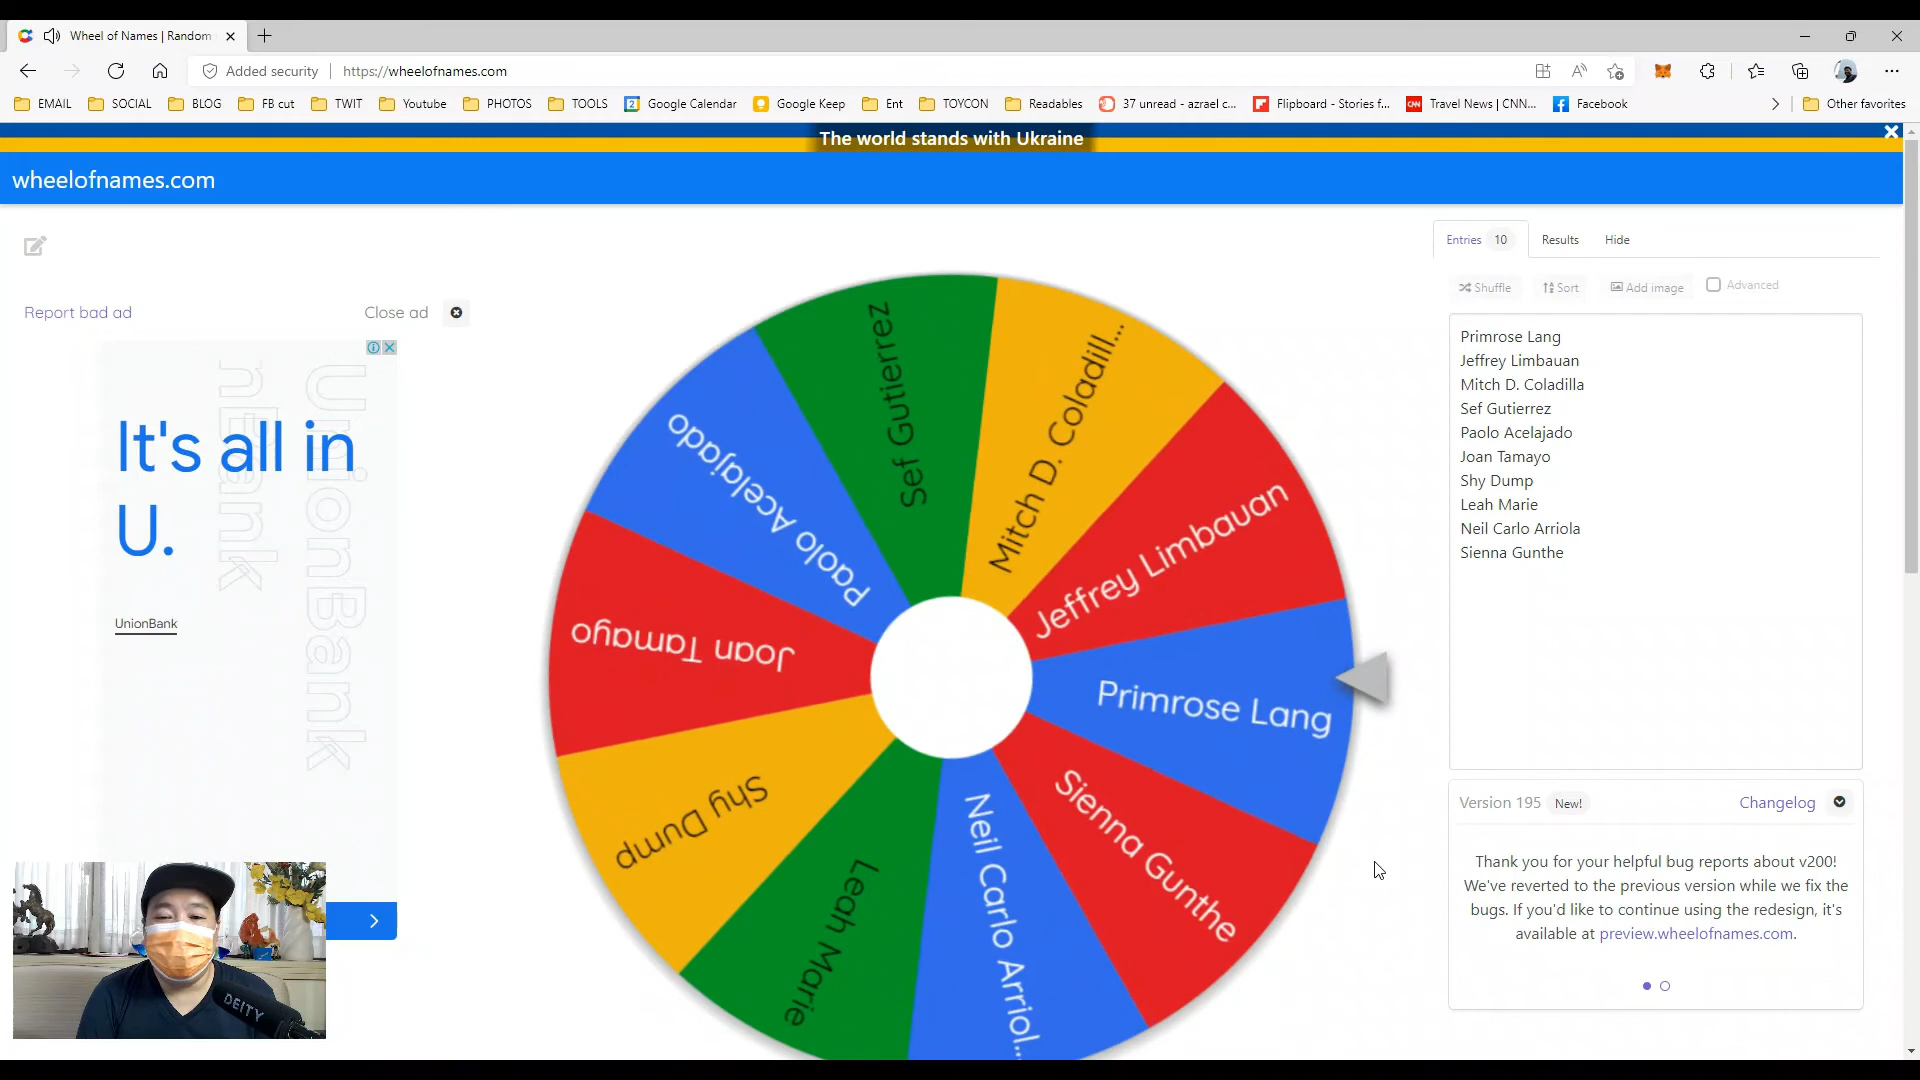 Wheel of Names | Random
Added security
https://wheelofnames.com
EMAIL
SOCIAL
BLOG
FB cut
TWIT
Youtube
PHOTOS
TOOLS
Google Calendar
Google Keep
Ent
TOYCON
Readables
37 unread - azrael c...
Flipboard - Stories f...
Travel News | CNN...
Facebook
Other favorites
The world stands with Ukraine
wheelofnames.com
Entries 10
Results
Hide
Shuffle
Sort
Add image
Advanced
Report bad ad
Close ad
It's all in
U.
UnionBank
UnionBank
Sef Gutierrez
Mitch D. Coladill...
Jeffrey Limbauan
Primrose Lang
Sienna Gunthe
Neil Carlo Arriol...
Leah Marie
Shy Dump
Joan Tamayo
Paolo Acelajado
Primrose Lang
Jeffrey Limbauan
Mitch D. Coladilla
Sef Gutierrez
Paolo Acelajado
Joan Tamayo
Shy Dump
Leah Marie
Neil Carlo Arriola
Sienna Gunthe
Version 195 New!
Changelog
Thank you for your helpful bug reports about v200!
We've reverted to the previous version while we fix the
bugs. If you'd like to continue using the redesign, it's
available at preview.wheelofnames.com.
DEITY